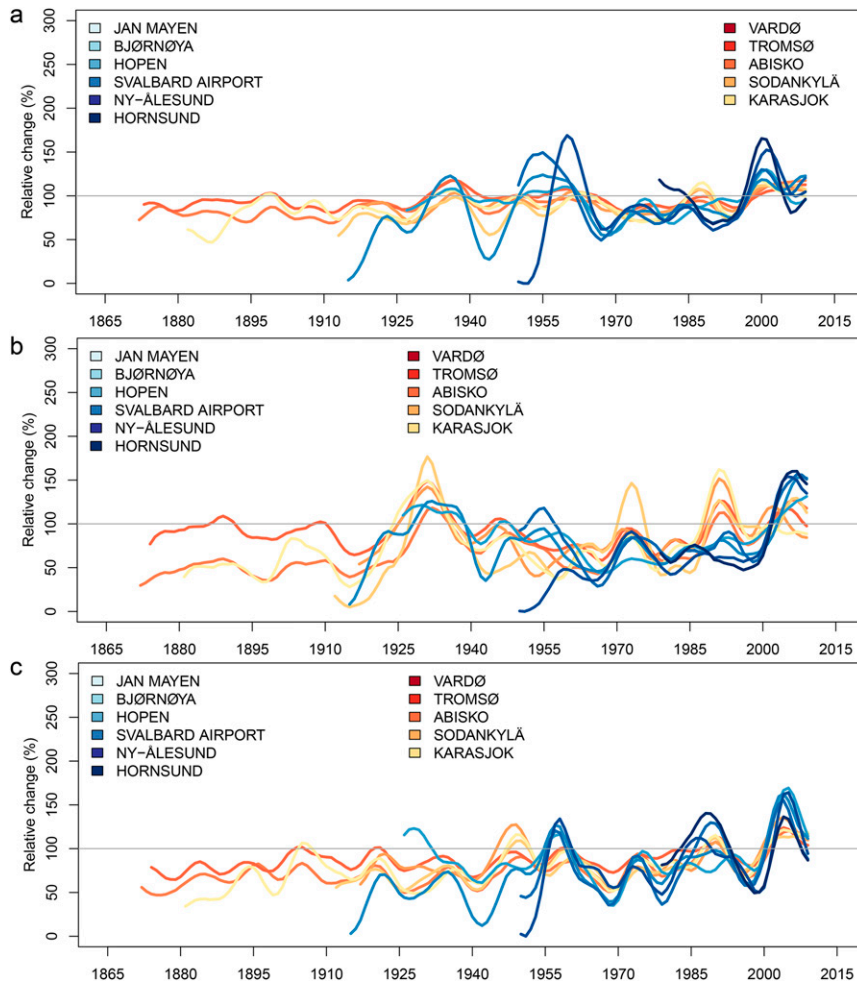 a
Relative change (%)
300
250
200
150
100
50
0
JAN MAYEN
BJØRNØYA
HOPEN
SVALBARD AIRPORT
NY−ÅLESUND
HORNSUND
VARDØ
TROMSØ
ABISKO
SODANKYLÄ
KARASJOK
1865 1880 1895 1910 1925 1940 1955 1970 1985 2000 2015
b
Relative change (%)
300
250
200
150
100
50
0
JAN MAYEN
BJØRNØYA
HOPEN
SVALBARD AIRPORT
NY−ÅLESUND
HORNSUND
VARDØ
TROMSØ
ABISKO
SODANKYLÄ
KARASJOK
1865 1880 1895 1910 1925 1940 1955 1970 1985 2000 2015
c
Relative change (%)
300
250
200
150
100
50
0
JAN MAYEN
BJØRNØYA
HOPEN
SVALBARD AIRPORT
NY−ÅLESUND
HORNSUND
VARDØ
TROMSØ
ABISKO
SODANKYLÄ
KARASJOK
1865 1880 1895 1910 1925 1940 1955 1970 1985 2000 2015